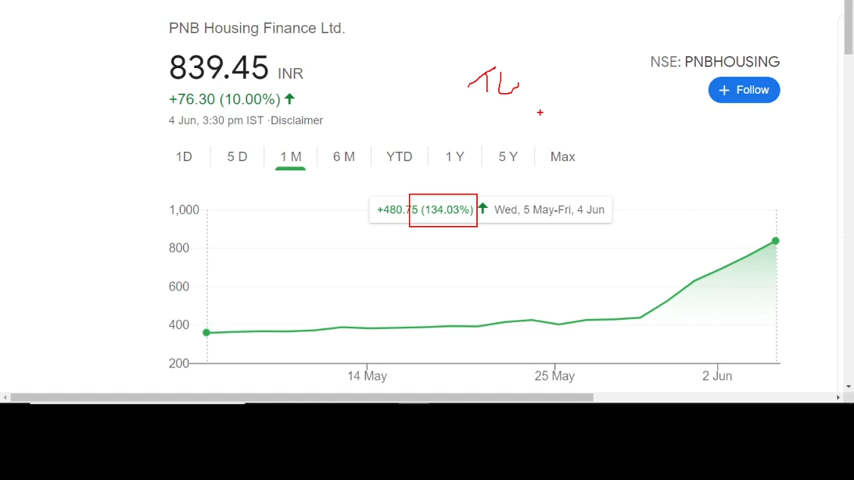 PNB Housing Finance Ltd.
839.45 INR
NSE: PNBHOUSING
+76.30 (10.00%)
+ Follow
4 Jun, 3:30 pm IST ·Disclaimer
1D 5 D 1 M 6 M YTD 1 Y 5 Y Max
+480.75 (134.03%) Wed, 5 May-Fri, 4 Jun
1,000
800
600
400
200
14 May 25 May 2 Jun